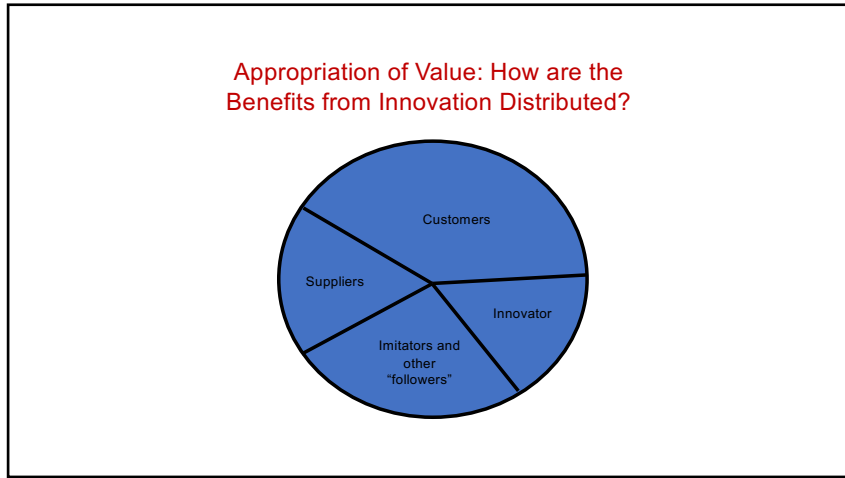 Appropriation of Value: How are the
Benefits from Innovation Distributed?
Customers
Suppliers
Innovator
Imitators and
other
“followers”